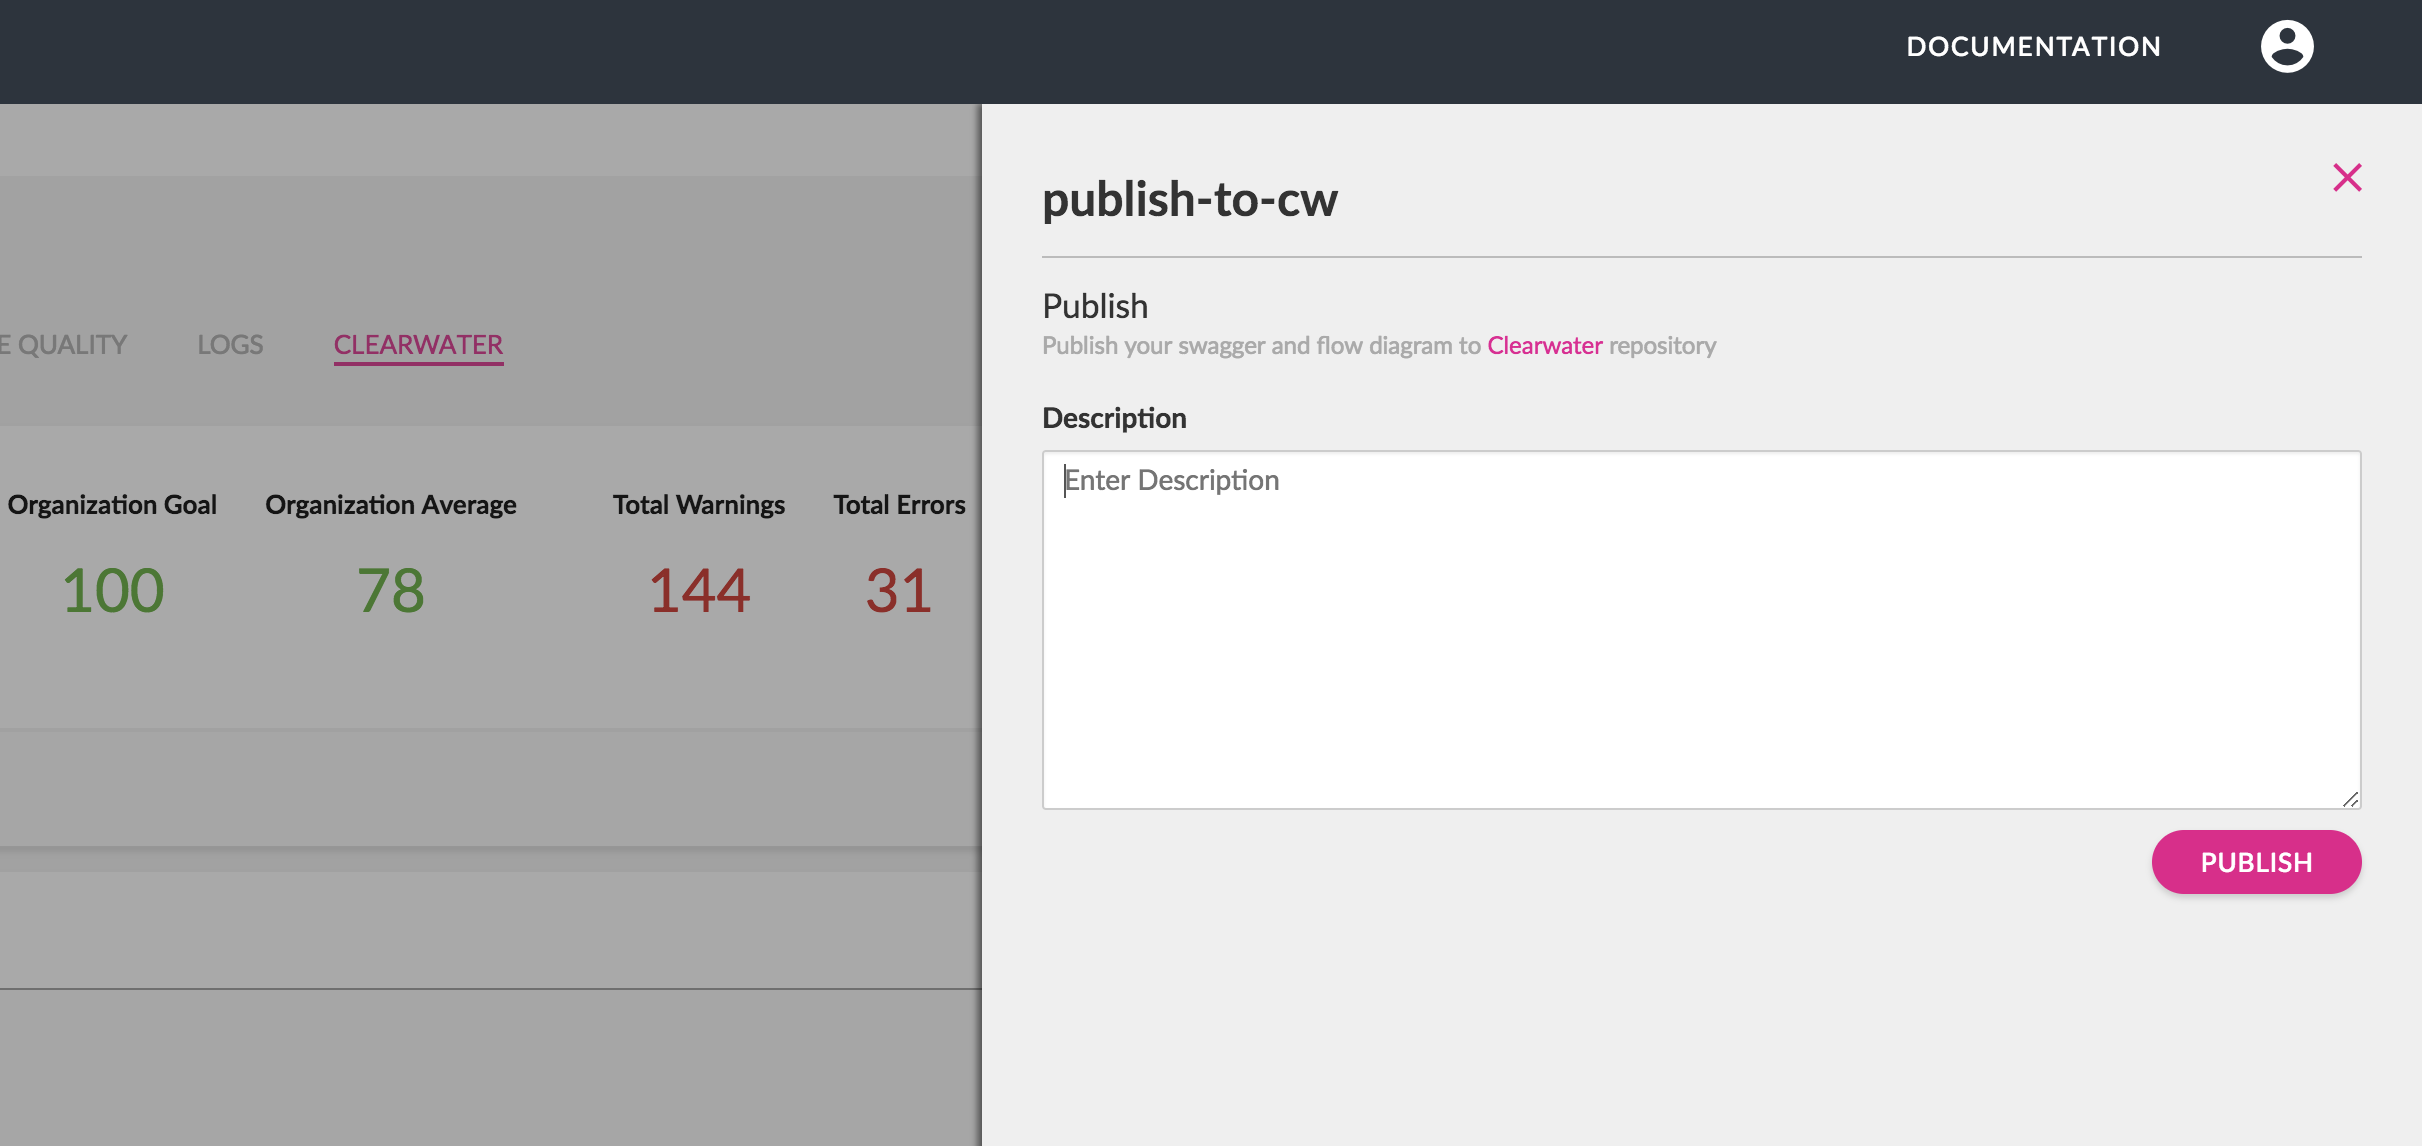 DOCUMENTATION
E QUALITY LOGS CLEARWATER
Organization Goal Organization Average Total Warnings Total Errors
100 78 144 31
publish-to-cw
Publish
Publish your swagger and flow diagram to Clearwater repository
Description
Enter Description
PUBLISH